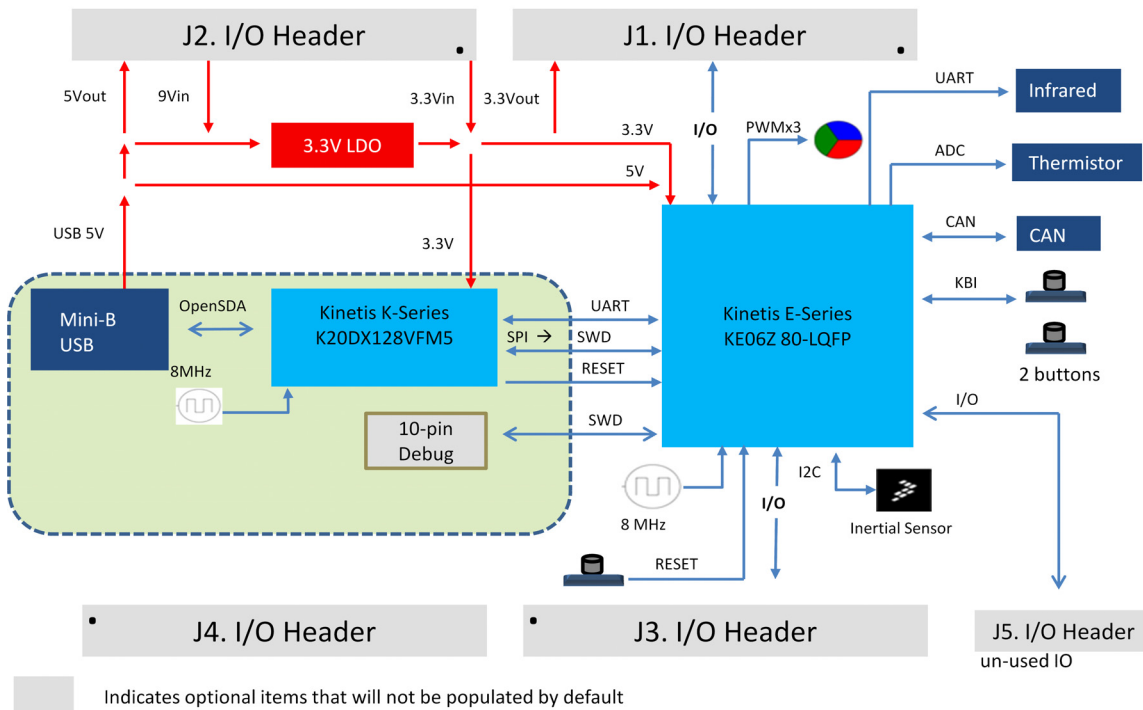 J2. I/O Header
J1. I/O Header
5Vout
9Vin
3.3Vin
3.3Vout
3.3V
I/O
PWMx3
UART
Infrared
3.3V LDO
ADC
Thermistor
5V
USB 5V
3.3V
CAN
CAN
KBI
2 buttons
Mini-B
USB
OpenSDA
8MHz
Kinetis K-Series
K20DX128VFM5
UART
SPI → SWD
RESET
Kinetis E-Series
KE06Z 80-LQFP
10-pin
Debug
SWD
I/O
8 MHz
I/O
I2C
Inertial Sensor
RESET
J4. I/O Header
J3. I/O Header
J5. I/O Header
un-used IO
Indicates optional items that will not be populated by default